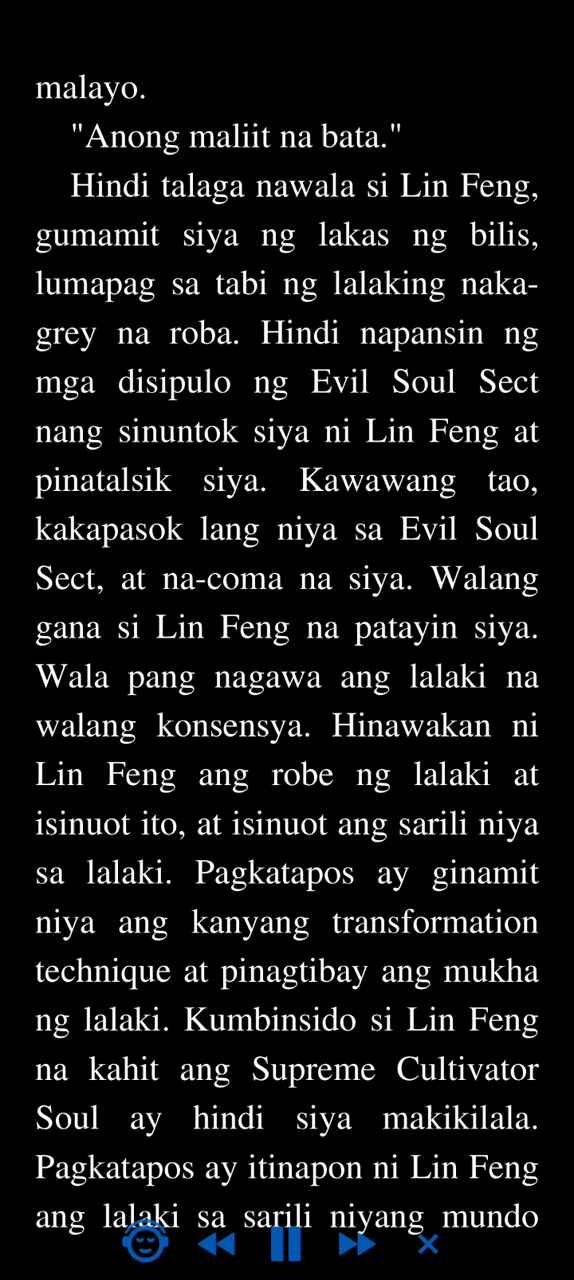 malayo.
"Anong maliit na bata."
Hindi talaga nawala si Lin Feng,
gumamit siya ng lakas ng bilis,
lumapag sa tabi ng lalaking naka-
grey na roba. Hindi napansin ng
mga disipulo ng Evil Soul Sect
nang sinuntok siya ni Lin Feng at
pinatalsik siya. Kawawang tao,
kakapasok lang niya sa Evil Soul
Sect, at na-coma na siya. Walang
gana si Lin Feng na patayin siya.
Wala pang nagawa ang lalaki na
walang konsensya. Hinawakan ni
Lin Feng ang robe ng lalaki at
isinuot ito, at isinuot ang sarili niya
sa lalaki. Pagkatapos ay ginamit
niya ang kanyang transformation
technique at pinagtibay ang mukha
ng lalaki. Kumbinsido si Lin Feng
na kahit ang Supreme Cultivator
Soul ay hindi siya makikilala.
Pagkatapos ay itinapon ni Lin Feng
ang lalaki sa sarili niyang mundo